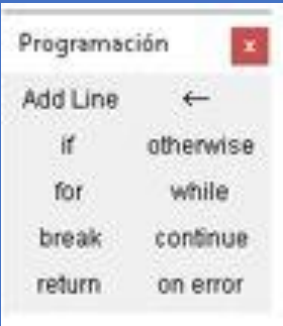 Programación x
Add Line ←
if otherwise
for while
break continue
return on error